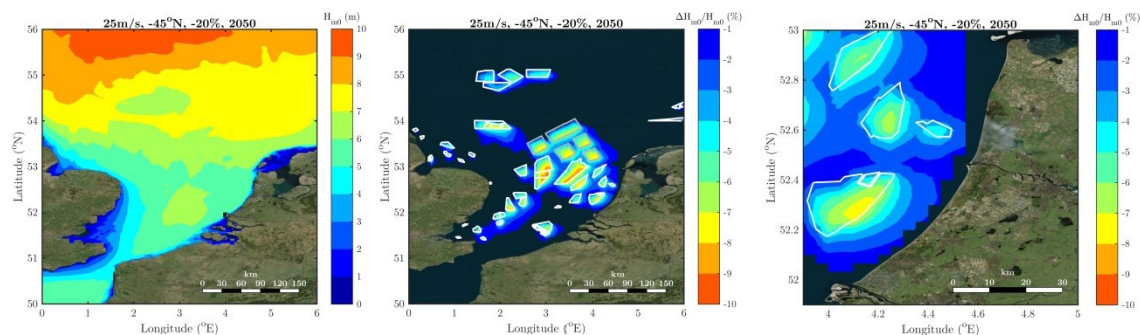 25m/s, -45°N, -20%, 2050
H_m0 (m)
56
55
54
53
52
51
50
Latitude (°N)
0 1 2 3 4 5 6
Longitude (°E)
km
0 30 60 90 120 150
10
9
8
7
6
5
4
3
2
1
0
25m/s, -45°N, -20%, 2050
ΔH_m0/H_m0 (%)
56
55
54
53
52
51
50
Latitude (°N)
0 1 2 3 4 5 6
Longitude (°E)
km
0 30 60 90 120 150
-1
-2
-3
-4
-5
-6
-7
-8
-9
-10
25m/s, -45°N, -20%, 2050
ΔH_m0/H_m0 (%)
53
52.8
52.6
52.4
52.2
52
Latitude (°N)
4 4.2 4.4 4.6 4.8 5
Longitude (°E)
km
0 10 20 30
-1
-2
-3
-4
-5
-6
-7
-8
-9
-10